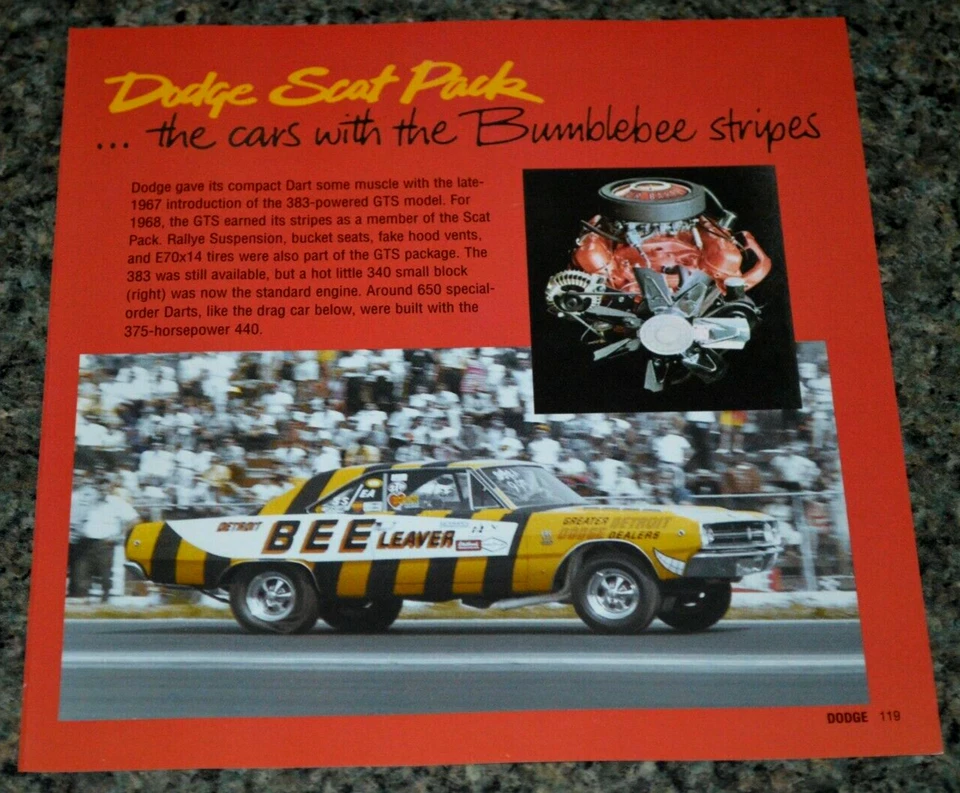 Dodge Scat Pack
... the cars with the Bumblebee stripes
Dodge gave its compact Dart some muscle with the late-
1967 introduction of the 383-powered GTS model. For
1968, the GTS earned its stripes as a member of the Scat
Pack. Rallye Suspension, bucket seats, fake hood vents,
and E70x14 tires were also part of the GTS package. The
383 was still available, but a hot little 340 small block
(right) was now the standard engine. Around 650 special-
order Darts, like the drag car below, were built with the
375-horsepower 440.
DETROIT
BEE LEAVER
GREATER DETROIT
DODGE DEALERS
EA
DODGE 119